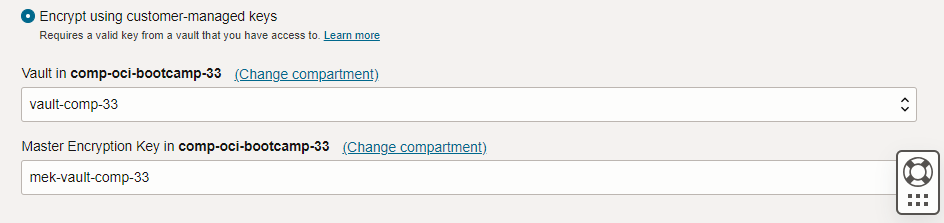 Encrypt using customer-managed keys
Requires a valid key from a vault that you have access to. Learn more
Vault in comp-oci-bootcamp-33 (Change compartment)
vault-comp-33
Master Encryption Key in comp-oci-bootcamp-33 (Change compartment)
mek-vault-comp-33